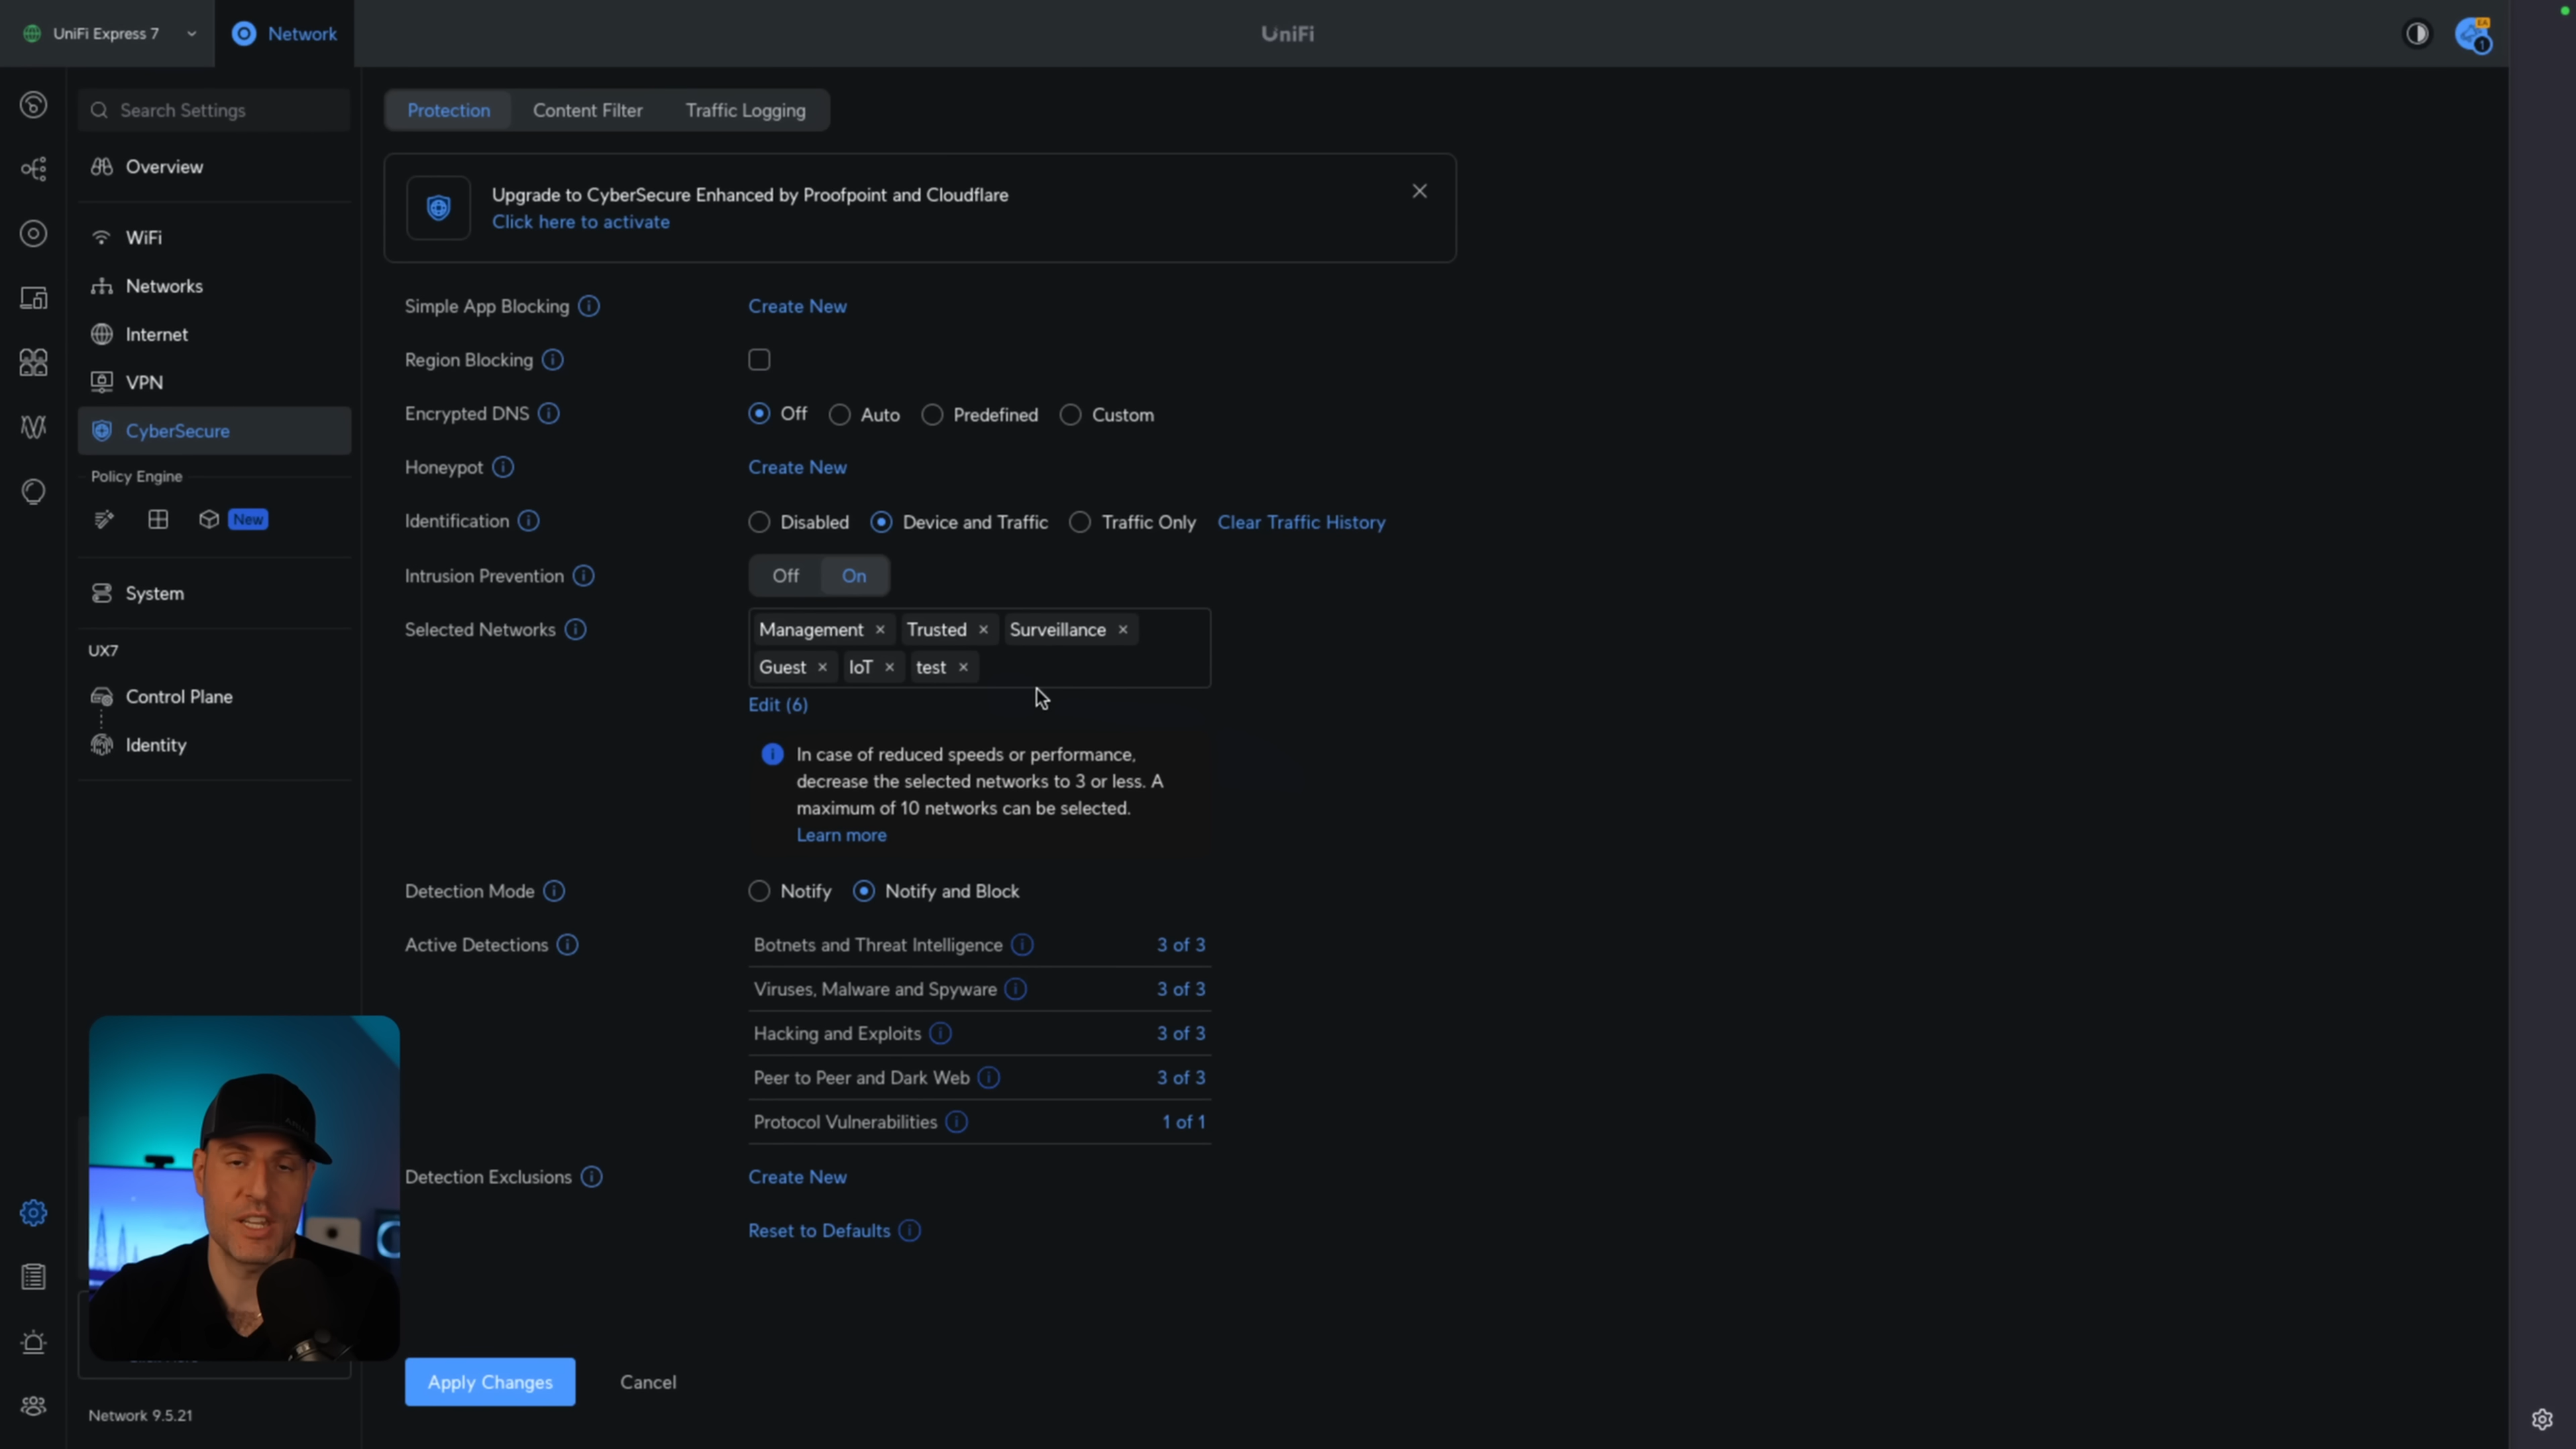 UniFi Express 7
Network
UniFi
EA
1
Search Settings
Overview
WiFi
Networks
Internet
VPN
CyberSecure
Policy Engine
New
System
UX7
Control Plane
Identity
Network 9.5.21
Protection Content Filter Traffic Logging
Upgrade to CyberSecure Enhanced by Proofpoint and Cloudflare
Click here to activate
Simple App Blocking Create New
Region Blocking
Encrypted DNS Off Auto Predefined Custom
Honeypot Create New
Identification Disabled Device and Traffic Traffic Only Clear Traffic History
Intrusion Prevention Off On
Selected Networks Management × Trusted × Surveillance ×
Guest × IoT × test ×
Edit (6)
In case of reduced speeds or performance,
decrease the selected networks to 3 or less. A
maximum of 10 networks can be selected.
Learn more
Detection Mode Notify Notify and Block
Active Detections Botnets and Threat Intelligence 3 of 3
Viruses, Malware and Spyware 3 of 3
Hacking and Exploits 3 of 3
Peer to Peer and Dark Web 3 of 3
Protocol Vulnerabilities 1 of 1
Detection Exclusions Create New
Reset to Defaults
Apply Changes Cancel